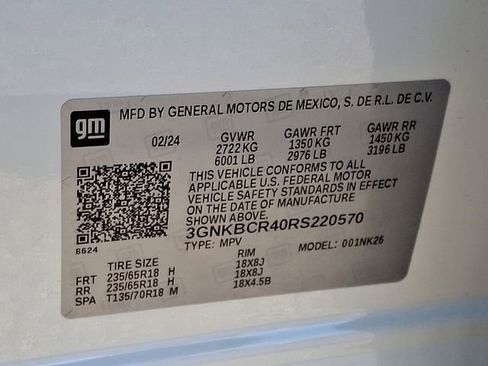 gm
MFD BY GENERAL MOTORS DE MEXICO, S. DE R.L. DE C.V.
02/24 GVWR GAWR FRT GAWR RR
2722 KG 1350 KG 1450 KG
6001 LB 2976 LB 3196 LB
THIS VEHICLE CONFORMS TO ALL
APPLICABLE U.S. FEDERAL MOTOR
VEHICLE SAFETY STANDARDS IN EFFECT
ON THE DATE OF MANUFACTURE
SHOWN ABOVE.
3GNKBCR40RS220570
TYPE: MPV MODEL: 001NK26
6624
TIRE SIZE RIM
FRT 235/65R18 H 18X8J
RR 235/65R18 H 18X8J
SPA T135/70R18 M 18X4.5B